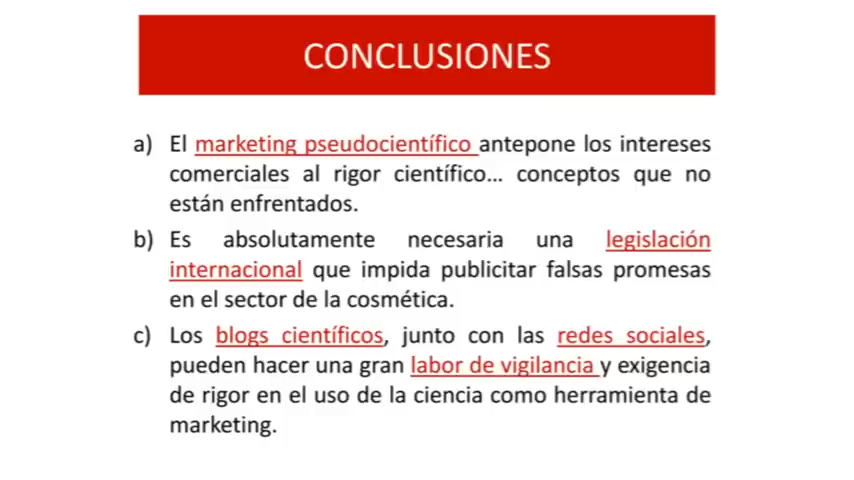 CONCLUSIONES
a) El marketing pseudocientífico antepone los intereses
comerciales al rigor científico... conceptos que no
están enfrentados.
b) Es absolutamente necesaria una legislación
internacional que impida publicitar falsas promesas
en el sector de la cosmética.
c) Los blogs científicos, junto con las redes sociales,
pueden hacer una gran labor de vigilancia y exigencia
de rigor en el uso de la ciencia como herramienta de
marketing.